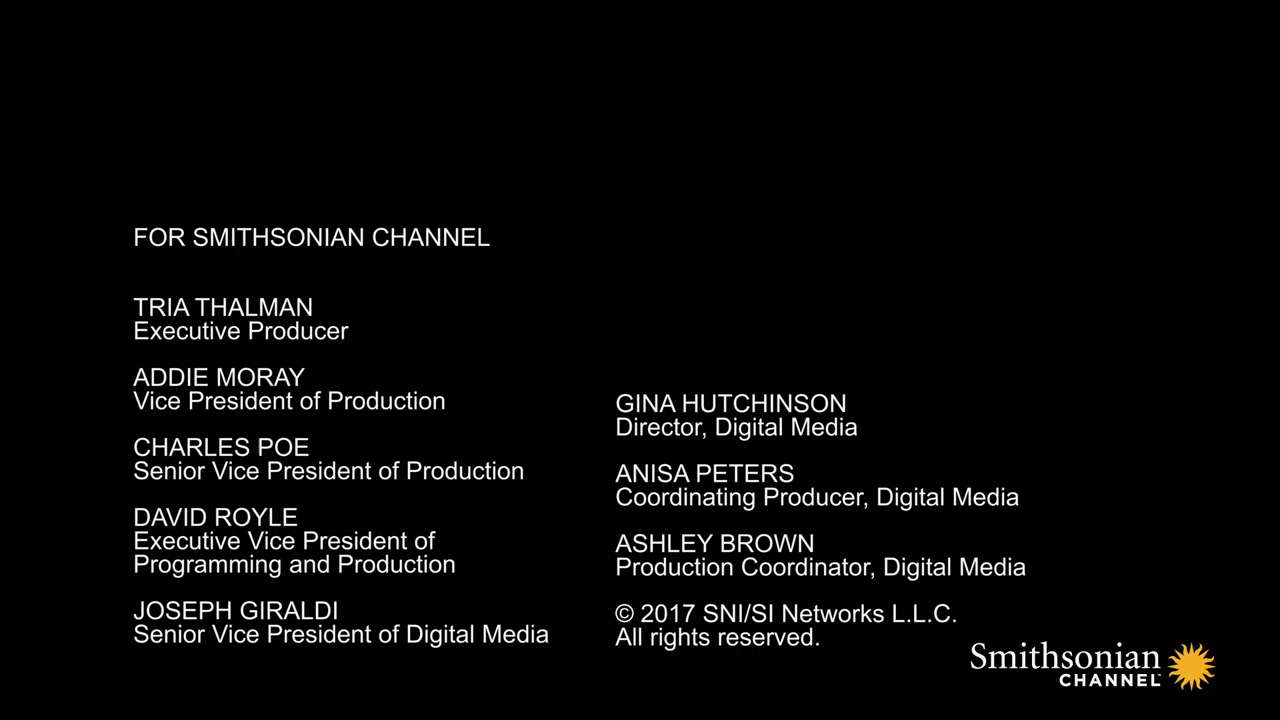 FOR SMITHSONIAN CHANNEL
TRIA THALMAN
Executive Producer
ADDIE MORAY
Vice President of Production
CHARLES POE
Senior Vice President of Production
DAVID ROYLE
Executive Vice President of
Programming and Production
JOSEPH GIRALDI
Senior Vice President of Digital Media
GINA HUTCHINSON
Director, Digital Media
ANISA PETERS
Coordinating Producer, Digital Media
ASHLEY BROWN
Production Coordinator, Digital Media
© 2017 SNI/SI Networks L.L.C.
All rights reserved.
Smithsonian
CHANNEL™